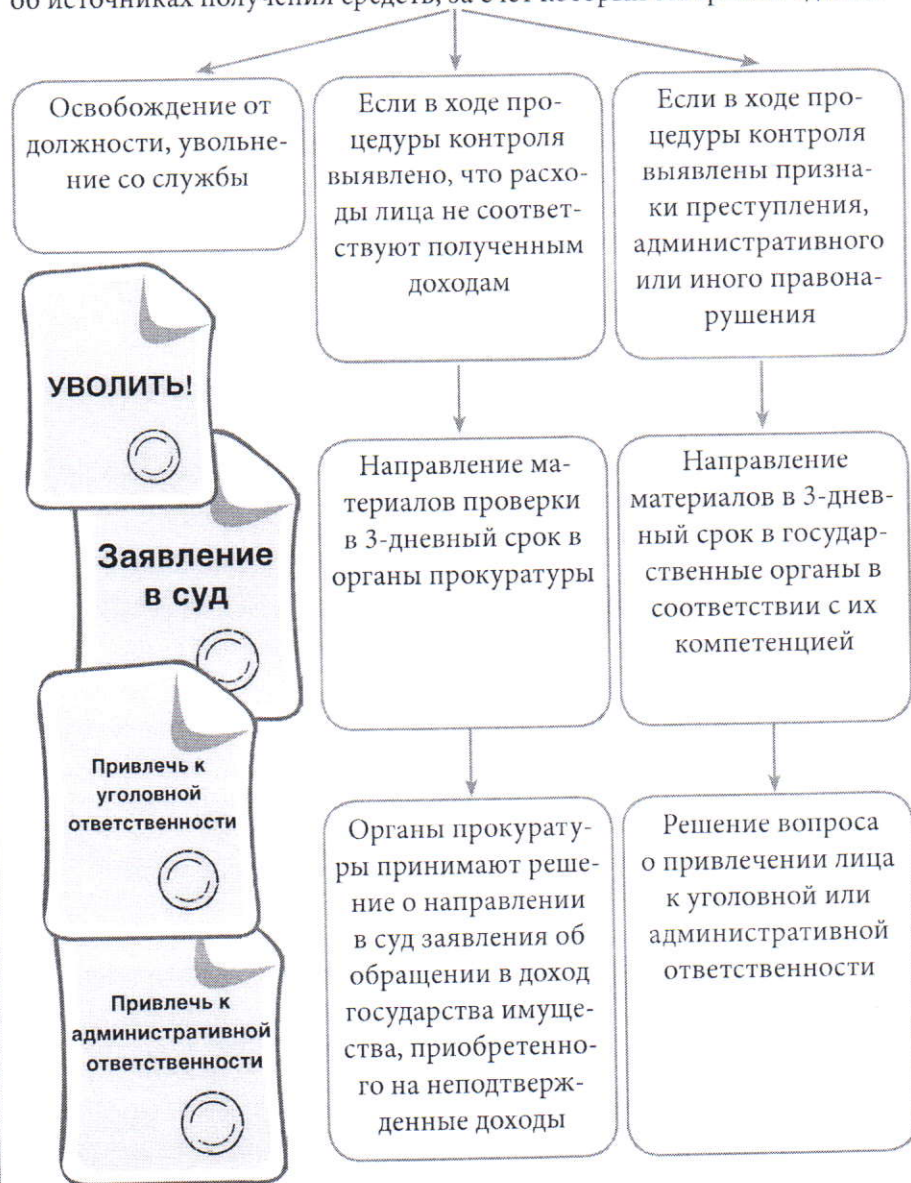 об источниках получения средств, за счет которых
Освобождение от
должности, увольне-
ние со службы
Если в ходе про-
цедуры контроля
выявлено, что расхо-
ды лица не соответ-
ствуют полученным
доходам
Если в ходе про-
цедуры контроля
выявлены призна-
ки преступления,
административного
или иного правона-
рушения
УВОЛИТЬ!
Заявление
в суд
Привлечь к
уголовной
ответственности
Привлечь к
административной
ответственности
Направление ма-
териалов проверки
в 3-дневный срок в
органы прокуратуры
Направление
материалов в 3-днев-
ный срок в государ-
ственные органы в
соответствии с их
компетенцией
Органы прокурату-
ры принимают реше-
ние о направлении
в суд заявления об
обращении в доход
государства имуще-
ства, приобретенно-
го на неподтверж-
денные доходы
Решение вопроса
о привлечении лица
к уголовной или
административной
ответственности